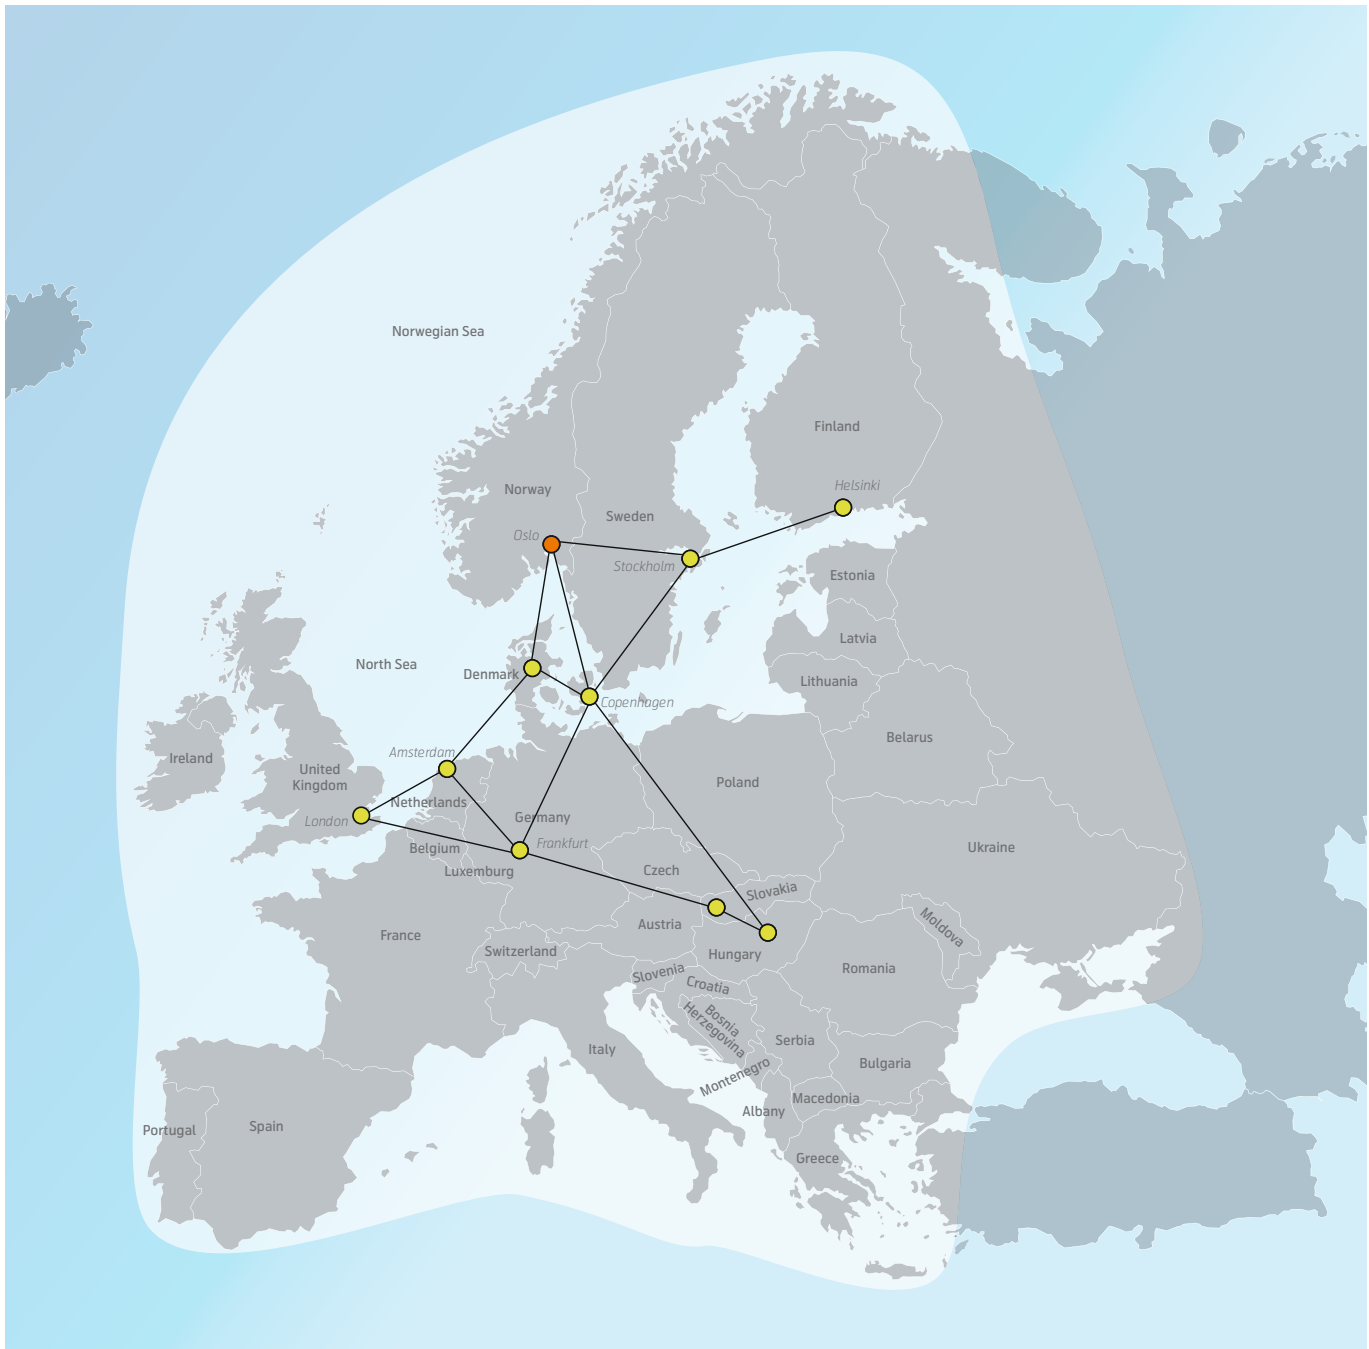 Norwegian Sea
Finland
Helsinki
Norway
Sweden
Oslo
Stockholm
Estonia
Latvia
North Sea
Denmark
Lithuania
Copenhagen
Belarus
Amsterdam
Ireland
United
Kingdom
Poland
Netherlands
London
Germany
Frankfurt
Belgium
Ukraine
Luxemburg
Czech
Slovakia
Moldova
Austria
France
Switzerland
Hungary
Romania
Slovenia
Croatia
Bosnia
Herzegovina
Serbia
Italy
Bulgaria
Montenegro
Macedonia
Albany
Portugal
Spain
Greece